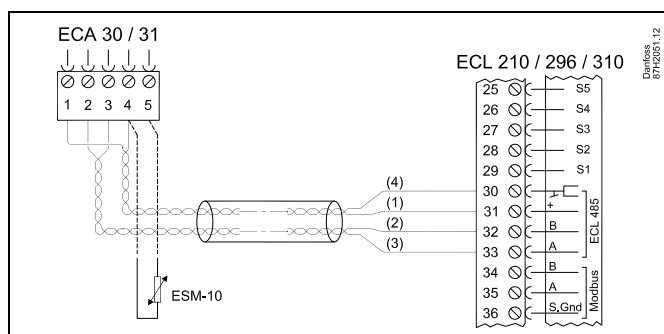 ECA 30 / 31
1 2 3 4 5
ESM-10
(4)
(1)
(2)
(3)
ECL 210 / 296 / 310
25 S5
26 S4
27 S3
28 S2
29 S1
30
31 +
32 B
33 A
34 B
35 A
36 S.Gnd
ECL 485
Modbus
Danfoss
87H2051.12